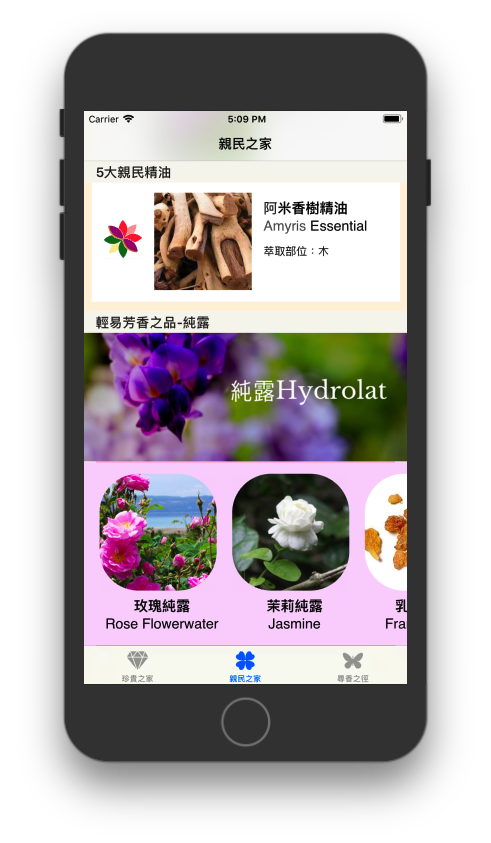 Carrier 5:09 PM
親民之家
5大親民精油
阿米香樹精油
Amyris Essential
萃取部位：木
輕易芳香之品-純露
純露Hydrolat
玫瑰純露 茉莉純露 乳
Rose Flowerwater Jasmine Fra
珍貴之家 親民之家 尋香之徑